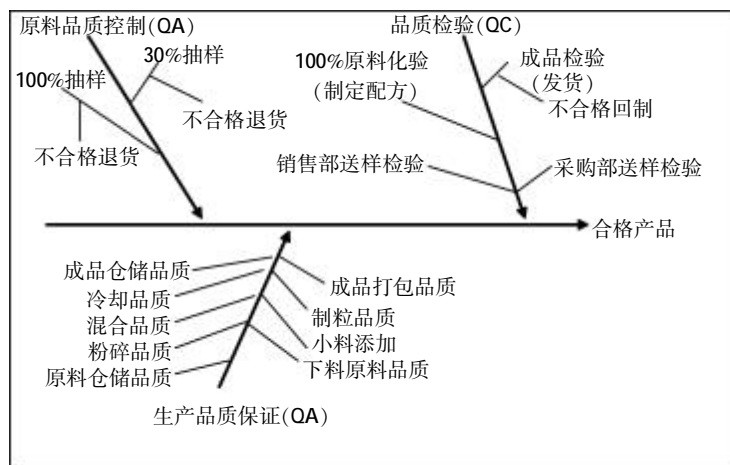 原料品质控制(QA)
30%抽样
100%抽样
不合格退货
不合格退货
品质检验(QC)
100%原料化验
(制定配方)
成品检验
(发货)
不合格回制
销售部送样检验
采购部送样检验
合格产品
成品仓储品质
冷却品质
混合品质
粉碎品质
原料仓储品质
成品打包品质
制粒品质
小料添加
下料原料品质
生产品质保证(QA)